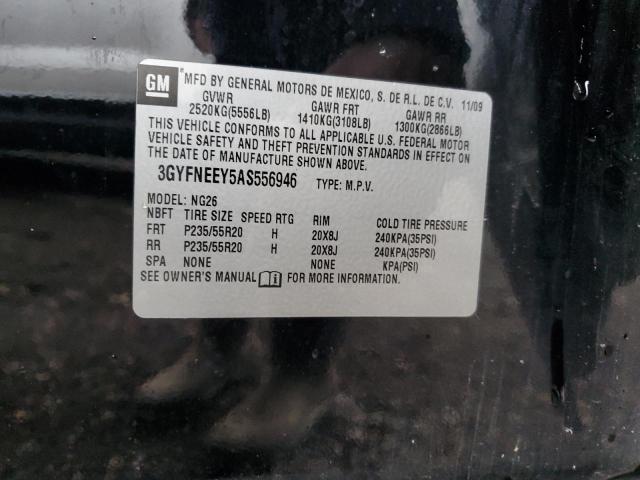 GM
MFD BY GENERAL MOTORS DE MEXICO, S. DE R.L. DE C.V. 11/09
GVWR GAWR FRT GAWR RR
2520KG(5556LB) 1410KG(3108LB) 1300KG(2866LB)
THIS VEHICLE CONFORMS TO ALL APPLICABLE U.S. FEDERAL MOTOR
VEHICLE SAFETY AND THEFT PREVENTION STANDARDS IN EFFECT ON
THE DATE OF MANUFACTURE SHOWN ABOVE.
3GYFNEEY5AS556946 TYPE: M.P.V.
MODEL: NG26
NBFT TIRE SIZE SPEED RTG RIM COLD TIRE PRESSURE
FRT P235/55R20 H 20X8J 240KPA(35PSI)
RR P235/55R20 H 20X8J 240KPA(35PSI)
SPA NONE NONE KPA(PSI)
SEE OWNER'S MANUAL FOR MORE INFORMATION.